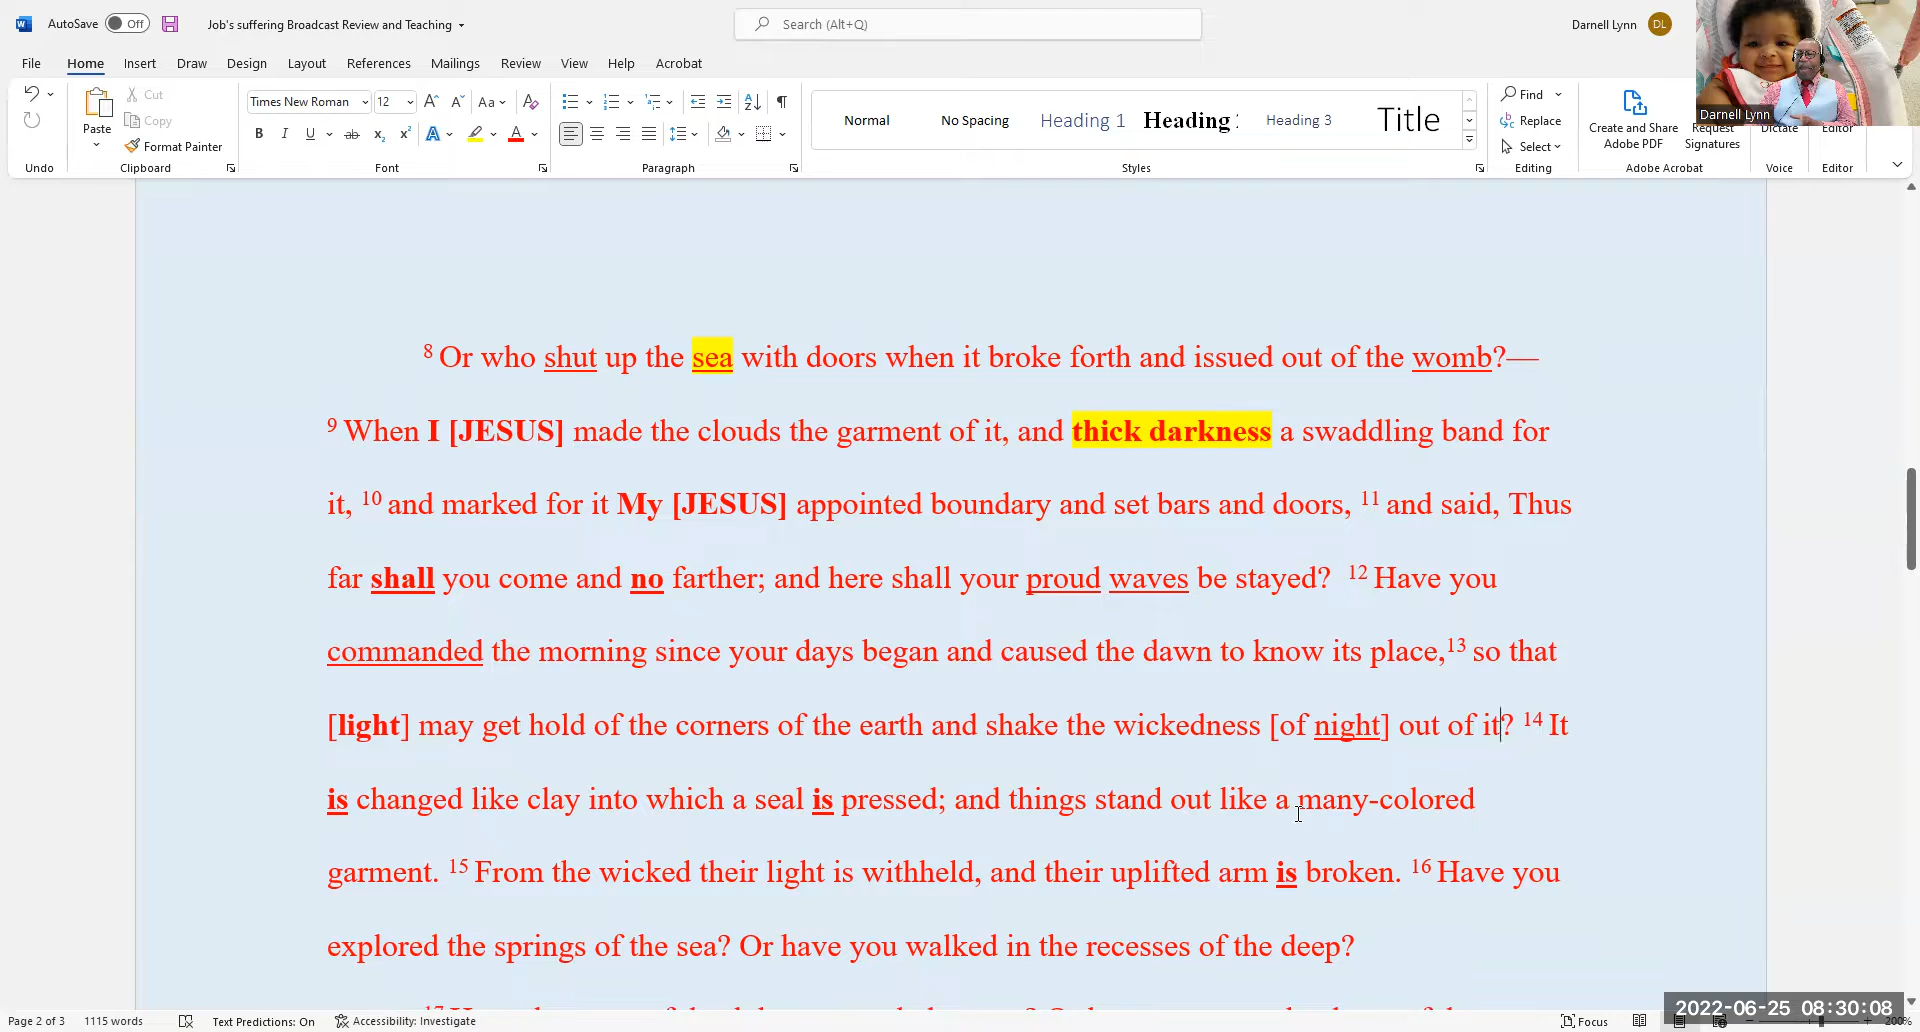 AutoSave Off Job's suffering Broadcast Review and Teaching Search (Alt+Q) Darnell Lynn DL
File Home Insert Draw Design Layout References Mailings Review View Help Acrobat
Darnell Lynn
Paste Cut Copy Format Painter
Times New Roman 12
Normal No Spacing Heading 1 Heading Heading 3 Title
Find Replace Select
Create and Share Adobe PDF Request Signatures Dictate Editor
Undo Clipboard Font Paragraph Styles Editing Adobe Acrobat Voice Editor
8 Or who shut up the sea with doors when it broke forth and issued out of the womb?—
9 When I [JESUS] made the clouds the garment of it, and thick darkness a swaddling band for
it, 10 and marked for it My [JESUS] appointed boundary and set bars and doors, 11 and said, Thus
far shall you come and no farther; and here shall your proud waves be stayed? 12 Have you
commanded the morning since your days began and caused the dawn to know its place,13 so that
[light] may get hold of the corners of the earth and shake the wickedness [of night] out of it? 14 It
is changed like clay into which a seal is pressed; and things stand out like a many-colored
garment. 15 From the wicked their light is withheld, and their uplifted arm is broken. 16 Have you
explored the springs of the sea? Or have you walked in the recesses of the deep?
Page 2 of 3 1115 words Text Predictions: On Accessibility: Investigate Focus 200%
2022-06-25 08:30:08